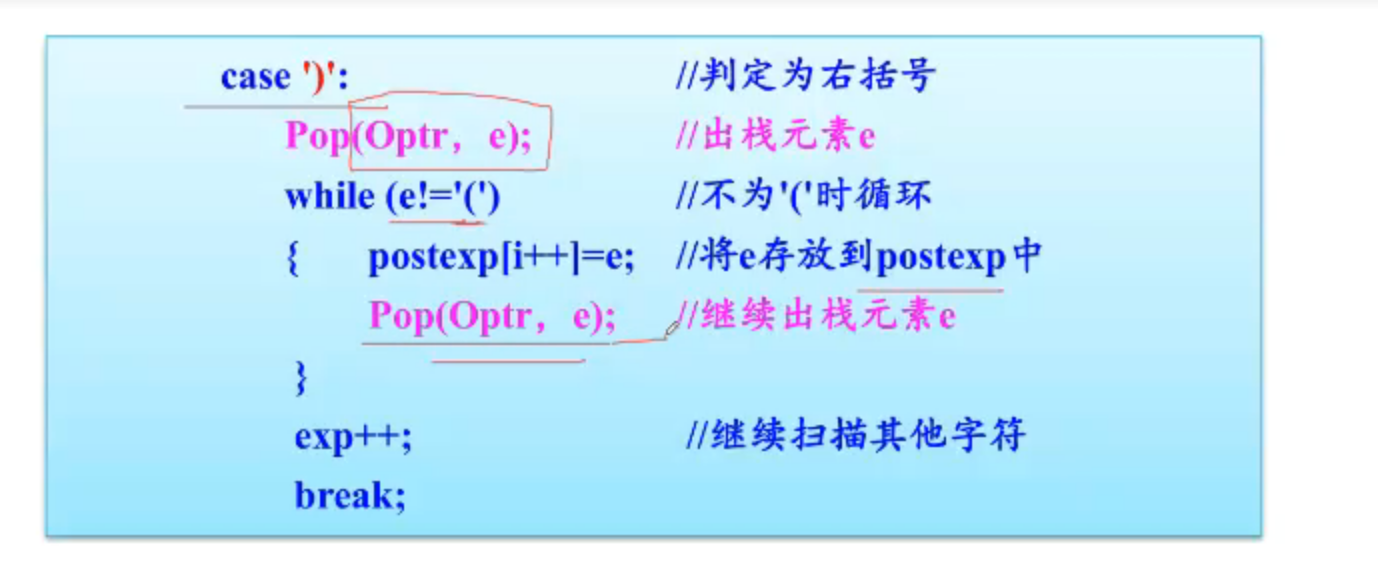 case ')': //判定为右括号
Pop(Optr，e); //出栈元素e
while (e!='(') //不为'('时循环
{ postexp[i++]=e; //将e存放到postexp中
Pop(Optr，e); //继续出栈元素e
}
exp++; //继续扫描其他字符
break;